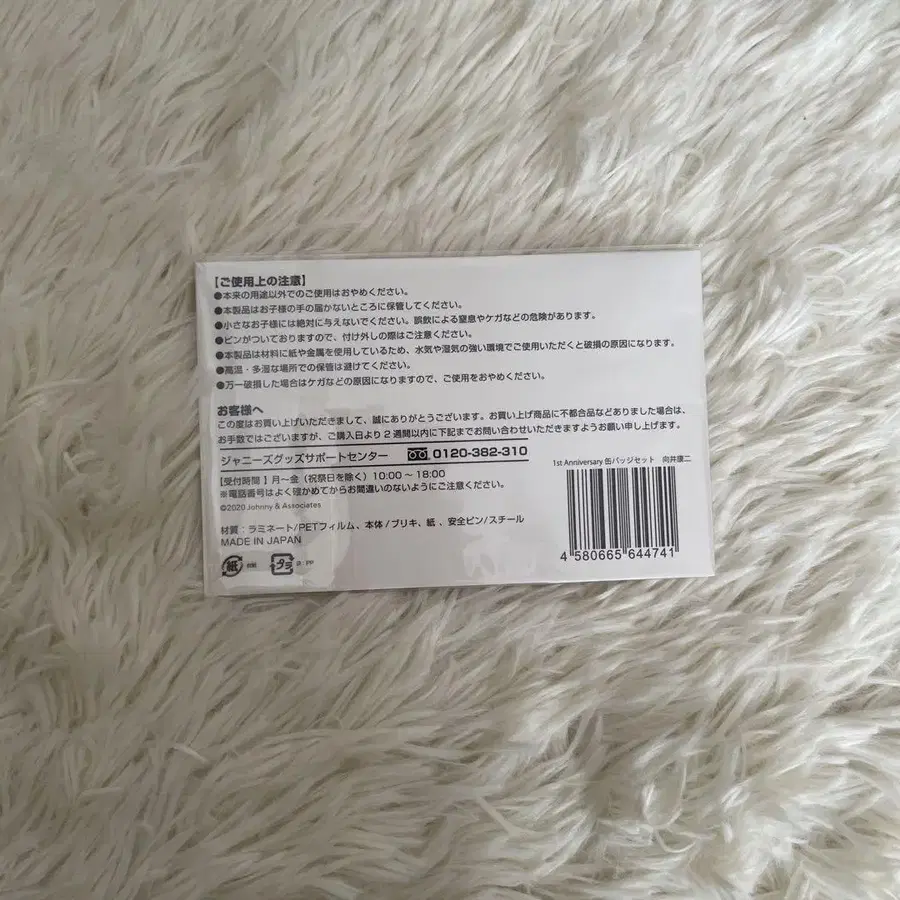 【ご使用上の注意】
●本来の用途以外でのご使用はおやめください。
●本製品はお子様の手の届かないところに保管してください。
●小さなお子様には絶対に与えないでください。誤飲による窒息やケガなどの危険があります。
●ピンがついておりますので、付け外しの際はご注意ください。
●本製品は材料に紙や金属を使用しているため、水気や湿気の強い環境でご使用いただくと破損の原因になります。
●高温・多湿な場所での保管は避けてください。
●万一破損した場合はケガなどの原因になりますので、ご使用をおやめください。
お客様へ
この度はお買い上げいただきまして、誠にありがとうございます。お買い上げ商品に不都合品などありました場合は、
お手数ではございますが、ご購入日より2週間以内に下記までお問い合わせいただきますようお願い申し上げます。
ジャニーズグッズサポートセンター 0120-382-310
【受付時間】月～金(祝祭日を除く)10:00～18:00
※電話番号はよく確かめてからお間違いのないようにご注意ください。
©2020 Johnny & Associates
1st Anniversary 缶バッジセット 向井康二
材質：ラミネート/PETフィルム、本体/ブリキ、紙、安全ピン/スチール
MADE IN JAPAN
4 580665 644741
紙 台紙 プラ 袋：PP